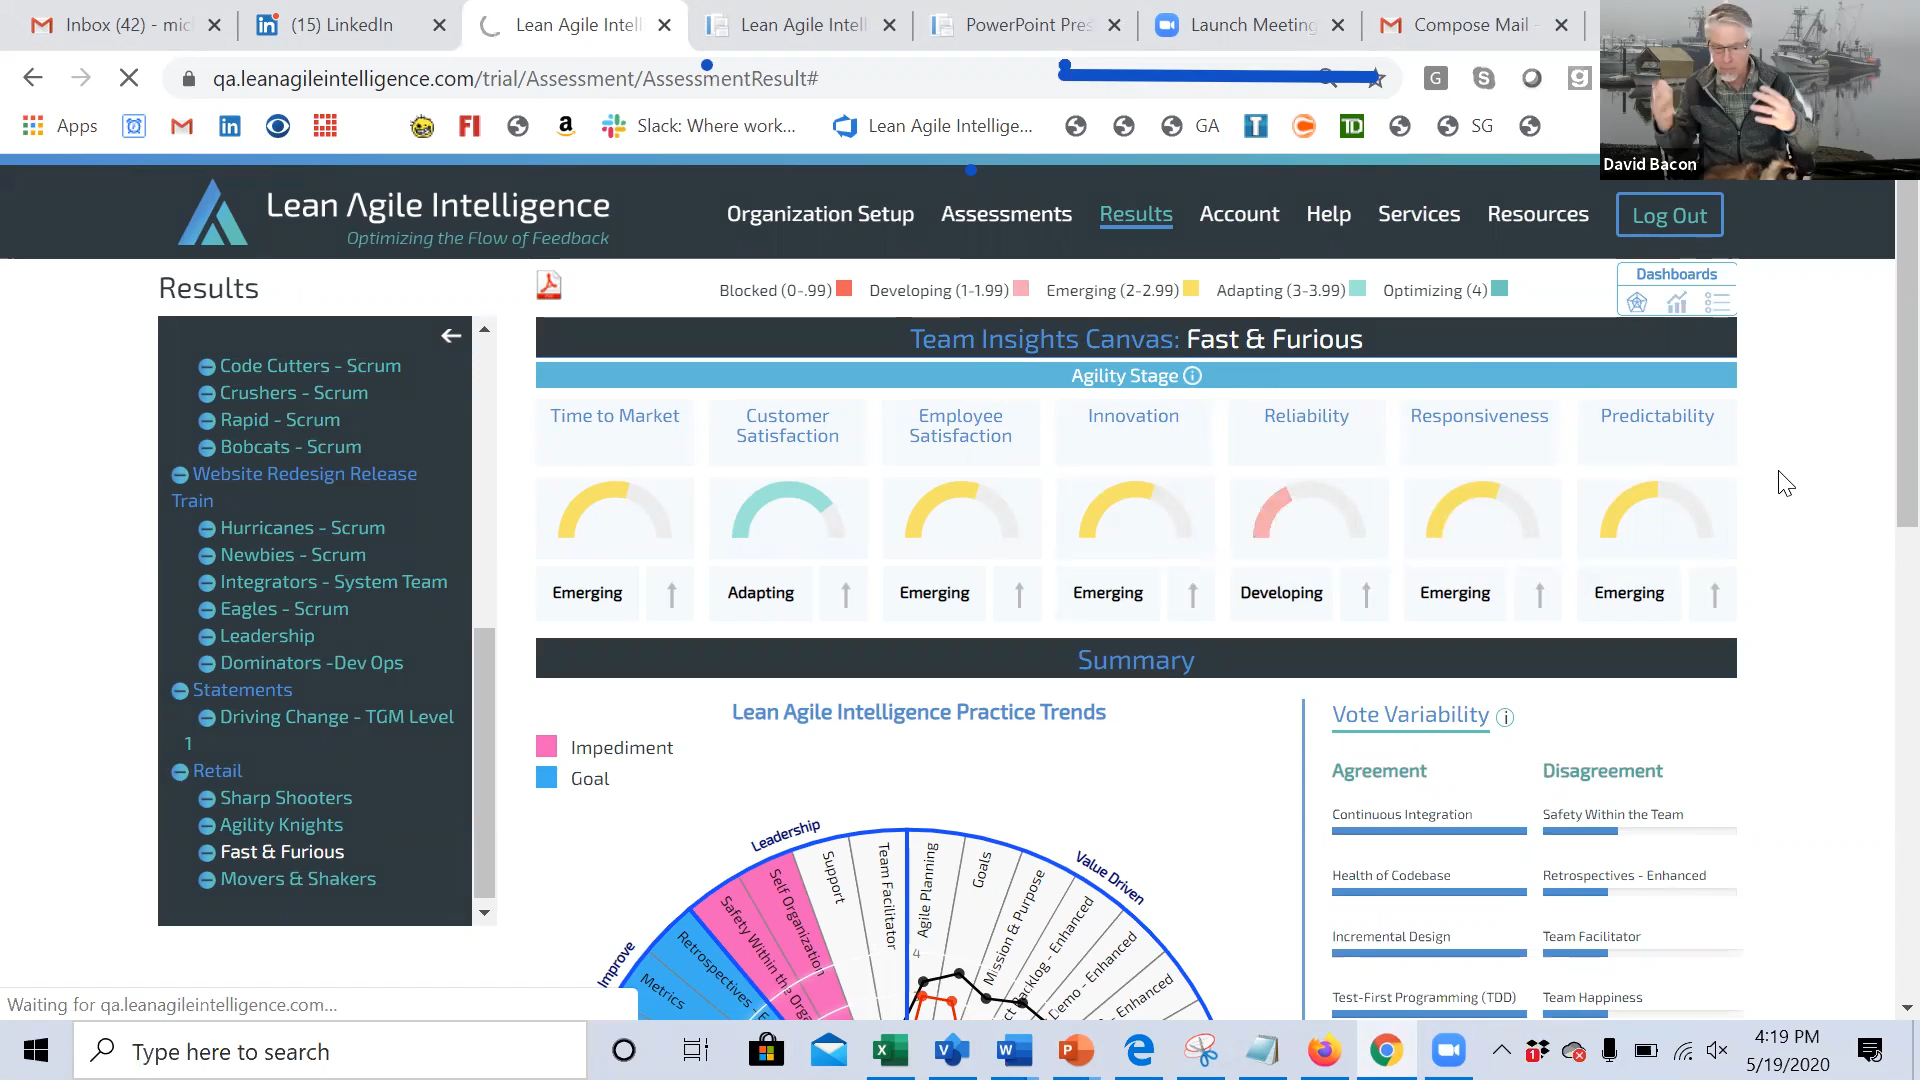 Inbox (42) - mic
(15) LinkedIn
Lean Agile Intelli
Lean Agile Intell
PowerPoint Pres
Launch Meeting
Compose Mail -
qa.leanagileintelligence.com/trial/Assessment/AssessmentResult#
Apps
Slack: Where work...
Lean Agile Intellige...
GA
SG
David Bacon
Lean Agile Intelligence
Optimizing the Flow of Feedback
Organization Setup
Assessments
Results
Account
Help
Services
Resources
Log Out
Results
Blocked (0-.99)
Developing (1-1.99)
Emerging (2-2.99)
Adapting (3-3.99)
Optimizing (4)
Dashboards
Code Cutters - Scrum
Crushers - Scrum
Rapid - Scrum
Bobcats - Scrum
Website Redesign Release
Train
Hurricanes - Scrum
Newbies - Scrum
Integrators - System Team
Eagles - Scrum
Leadership
Dominators -Dev Ops
Statements
Driving Change - TGM Level
1
Retail
Sharp Shooters
Agility Knights
Fast & Furious
Movers & Shakers
Team Insights Canvas: Fast & Furious
Agility Stage
Time to Market
Customer
Satisfaction
Employee
Satisfaction
Innovation
Reliability
Responsiveness
Predictability
Emerging
Adapting
Emerging
Emerging
Developing
Emerging
Emerging
Summary
Lean Agile Intelligence Practice Trends
Impediment
Goal
Improve
Leadership
Value Driven
Metrics
Retrospectives - E
Safety Within the
Self Organization
Support
Team Facilitator
Agile Planning
Goals
Mission & Purpose
Backlog - Enhanced
Demo - Enhanced
- Enhanced
4
Vote Variability
Agreement
Disagreement
Continuous Integration
Safety Within the Team
Health of Codebase
Retrospectives - Enhanced
Incremental Design
Team Facilitator
Test-First Programming (TDD)
Team Happiness
Waiting for qa.leanagileintelligence.com...
Type here to search
4:19 PM
5/19/2020